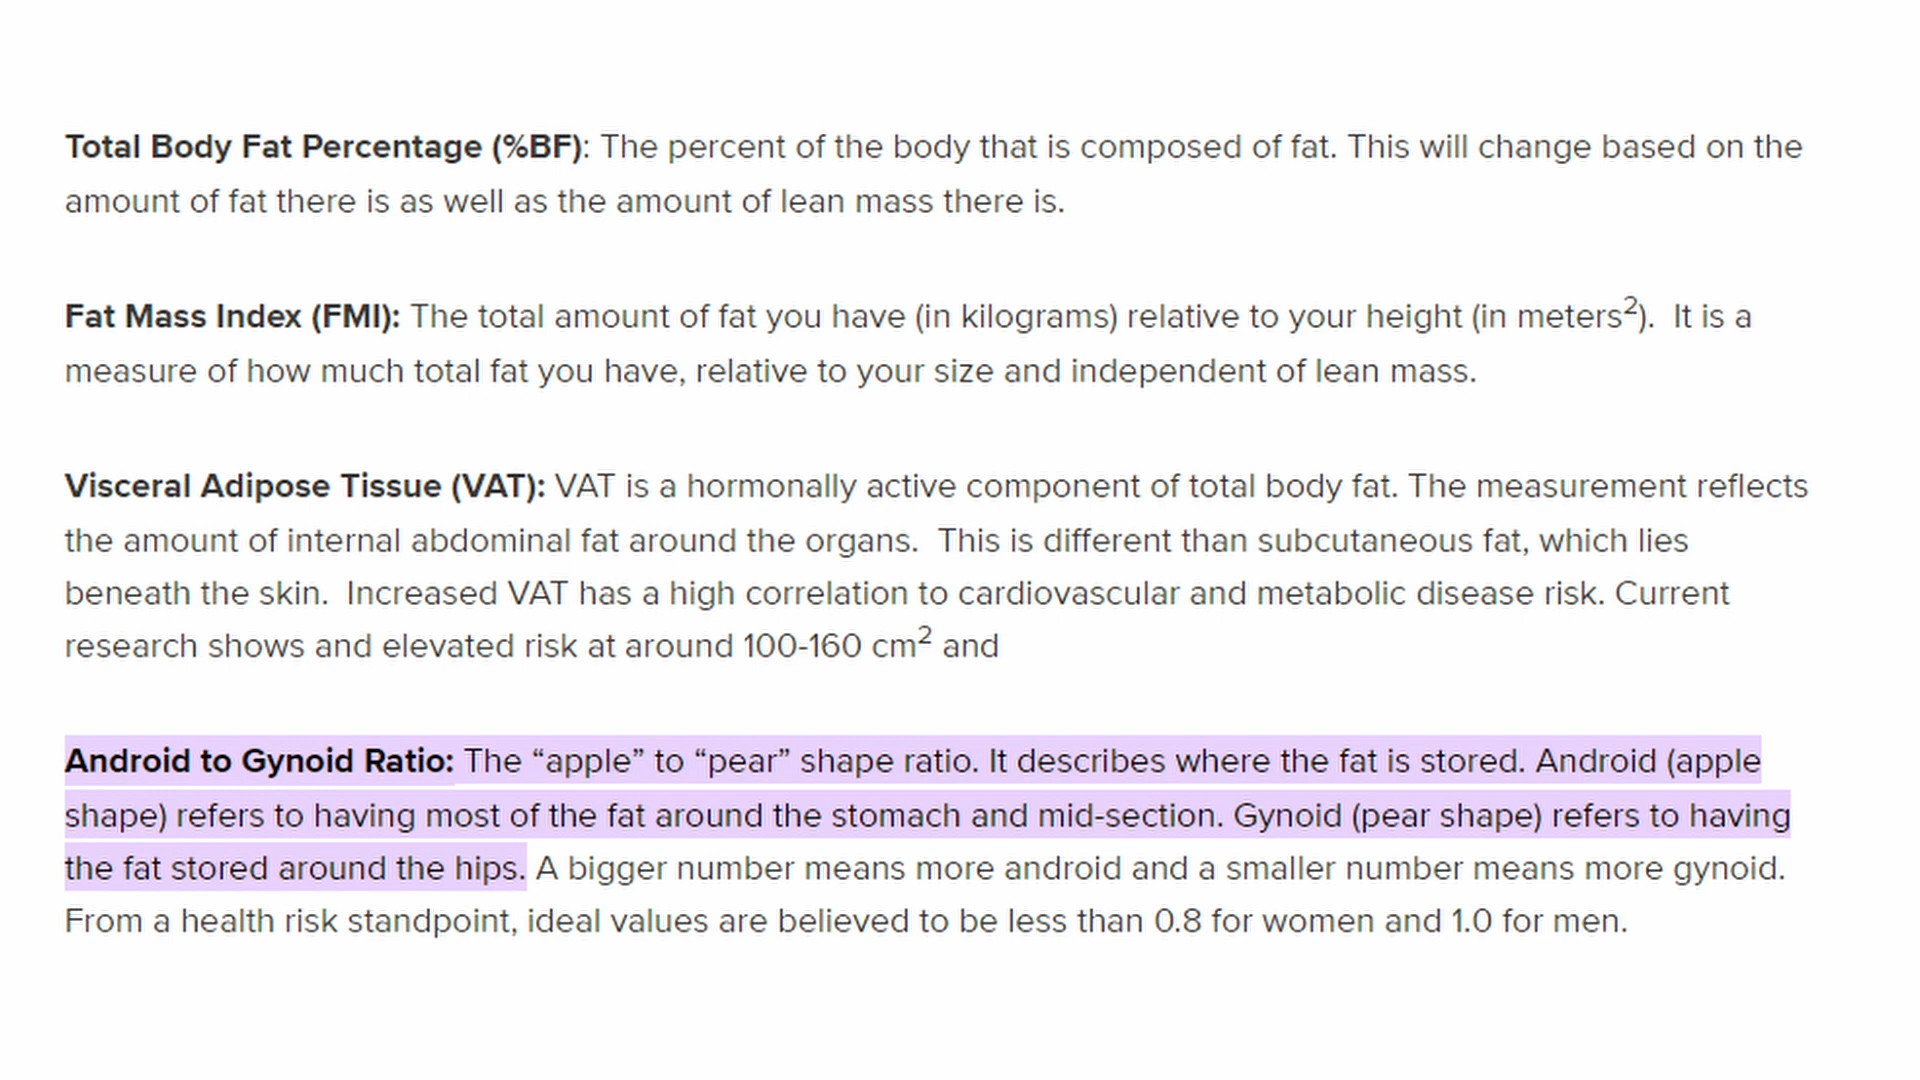 Total Body Fat Percentage (%BF): The percent of the body that is composed of fat. This will change based on the
amount of fat there is as well as the amount of lean mass there is.
Fat Mass Index (FMI): The total amount of fat you have (in kilograms) relative to your height (in meters²).  It is a
measure of how much total fat you have, relative to your size and independent of lean mass.
Visceral Adipose Tissue (VAT): VAT is a hormonally active component of total body fat. The measurement reflects
the amount of internal abdominal fat around the organs.  This is different than subcutaneous fat, which lies
beneath the skin.  Increased VAT has a high correlation to cardiovascular and metabolic disease risk. Current
research shows and elevated risk at around 100-160 cm² and
Android to Gynoid Ratio: The “apple” to “pear” shape ratio. It describes where the fat is stored. Android (apple
shape) refers to having most of the fat around the stomach and mid-section. Gynoid (pear shape) refers to having
the fat stored around the hips. A bigger number means more android and a smaller number means more gynoid.
From a health risk standpoint, ideal values are believed to be less than 0.8 for women and 1.0 for men.